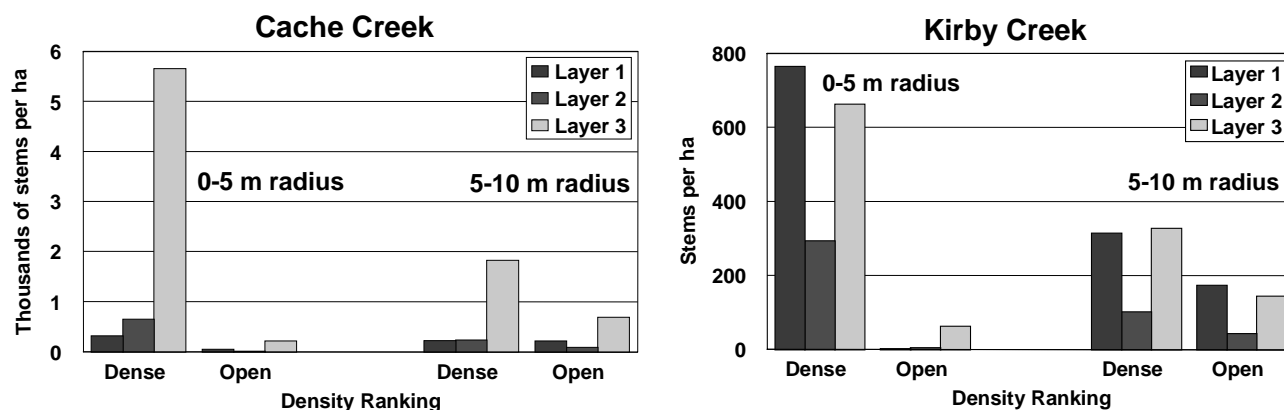 Cache Creek
Thousands of stems per ha
6
5
4
3
2
1
0
Layer 1
Layer 2
Layer 3
0-5 m radius
5-10 m radius
Dense
Open
Dense
Open
Density Ranking
Kirby Creek
Stems per ha
800
600
400
200
0
Layer 1
Layer 2
Layer 3
0-5 m radius
5-10 m radius
Dense
Open
Dense
Open
Density Ranking